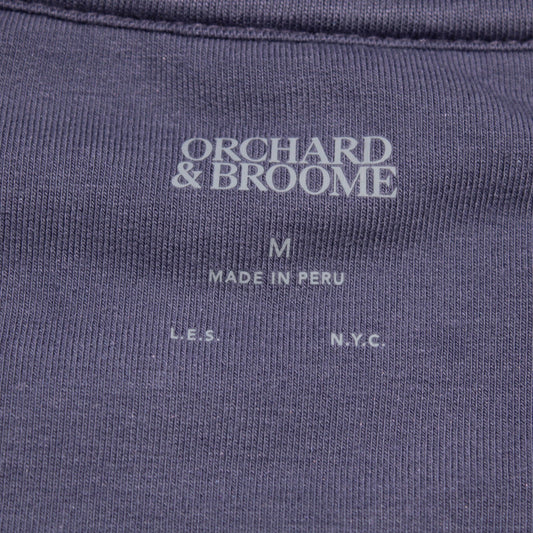 ORCHARD
& BROOME
M
MADE IN PERU
L.E.S. N.Y.C.